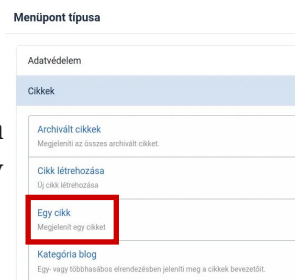 Menüpont típusa
Adatvédelem
Cikkek
Archivált cikkek
Megjeleníti az összes archivált cikket.
Cikk létrehozása
Új cikk létrehozása
Egy cikk
Megjelenít egy cikket
Kategória blog
Egy- vagy többhasábos elrendezésben jeleníti meg a cikkek bevezetőit.